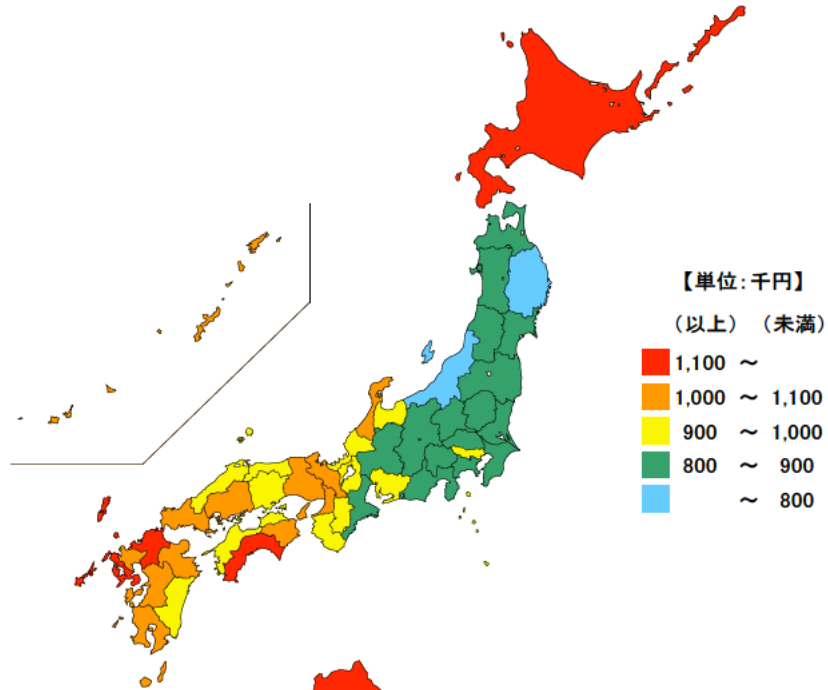 【単位:千円】
（以上） （未満）
1,100 ～
1,000 ～ 1,100
900 ～ 1,000
800 ～ 900
～ 800